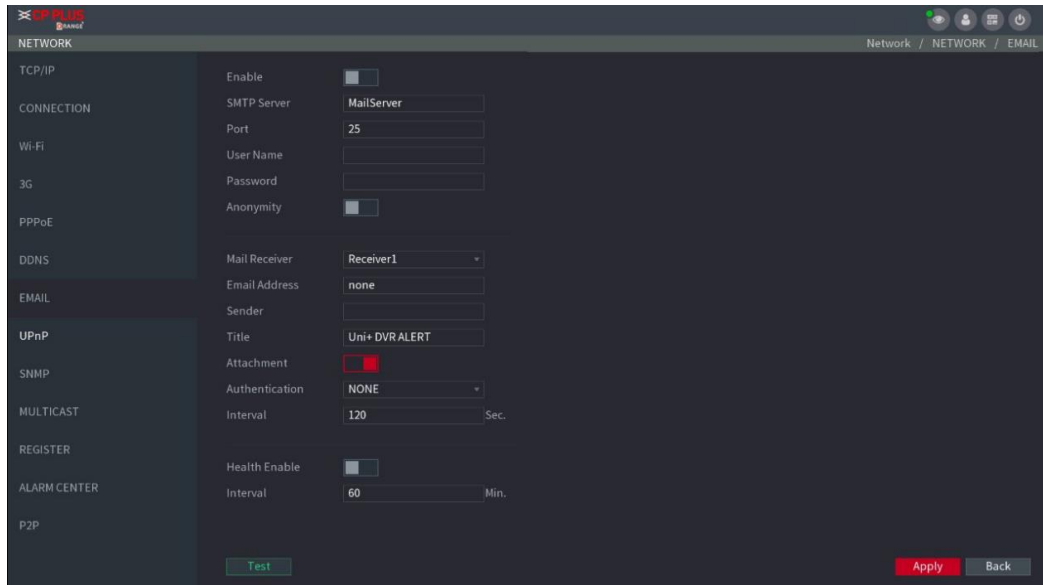 CP PLUS
ORANGE
NETWORK
Network / NETWORK / EMAIL
TCP/IP
CONNECTION
Wi-Fi
3G
PPPoE
DDNS
EMAIL
UPnP
SNMP
MULTICAST
REGISTER
ALARM CENTER
P2P
Enable
SMTP Server MailServer
Port 25
User Name
Password
Anonymity
Mail Receiver Receiver1
Email Address none
Sender
Title Uni+ DVR ALERT
Attachment
Authentication NONE
Interval 120 Sec.
Health Enable
Interval 60 Min.
Test
Apply Back